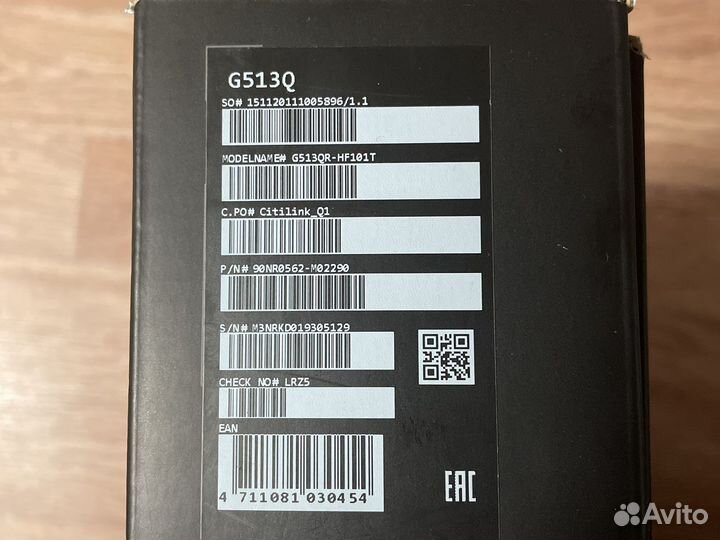 G513Q
SO# 151120111005896/1.1
MODELNAME# G513QR-HF101T
C.PO# Citilink_Q1
P/N# 90NR0562-M02290
S/N# M3NRKD019305129
CHECK NO# LRZ5
EAN
4 711081 030454
EAC
Avito